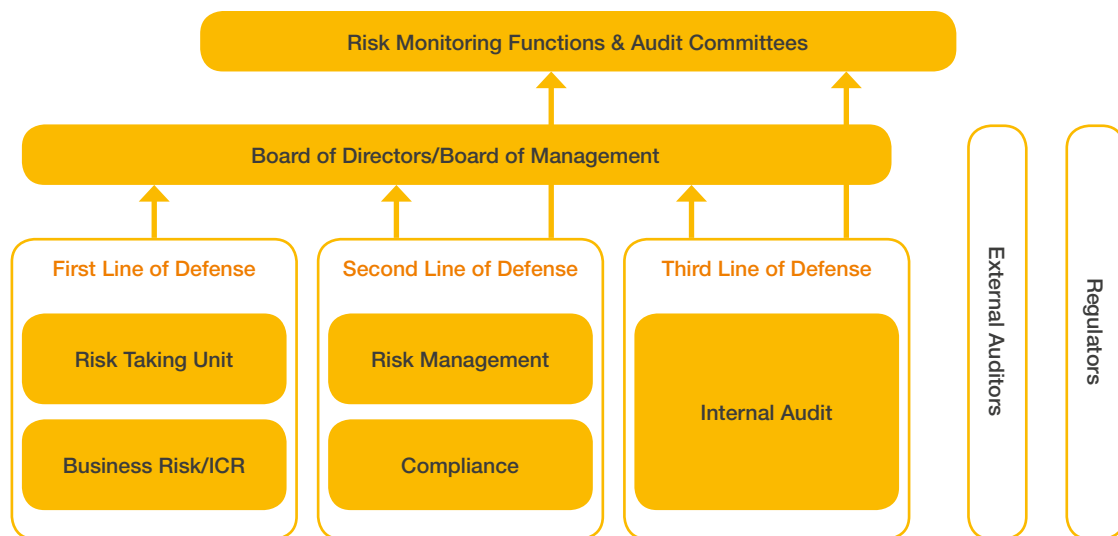 Risk Monitoring Functions & Audit Committees
Board of Directors/Board of Management
First Line of Defense
Risk Taking Unit
Business Risk/ICR
Second Line of Defense
Risk Management
Compliance
Third Line of Defense
Internal Audit
External Auditors
Regulators